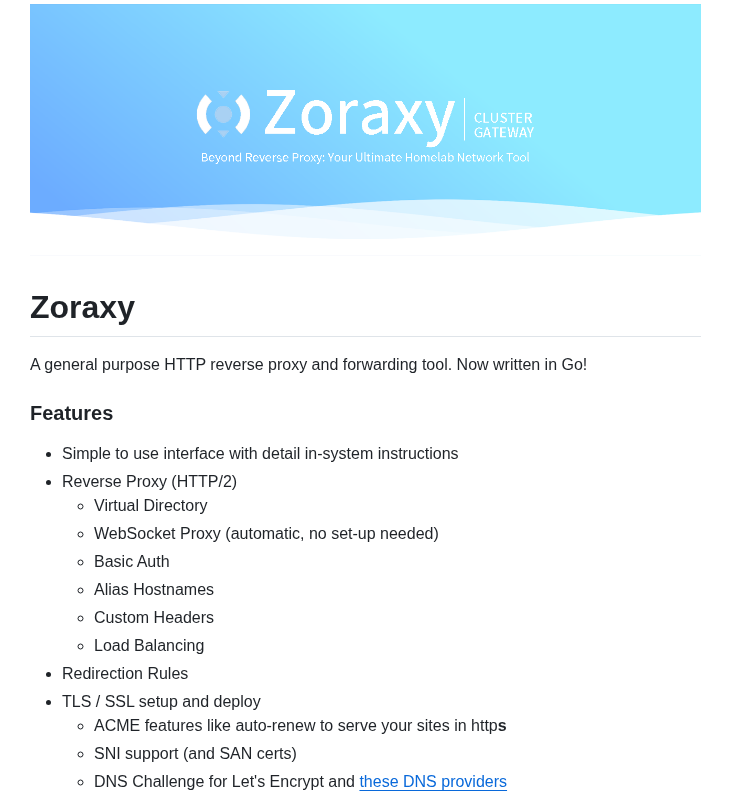 Zoraxy
CLUSTER
GATEWAY
Beyond Reverse Proxy: Your Ultimate Homelab Network Tool
Zoraxy
A general purpose HTTP reverse proxy and forwarding tool. Now written in Go!
Features
Simple to use interface with detail in-system instructions
Reverse Proxy (HTTP/2)
Virtual Directory
WebSocket Proxy (automatic, no set-up needed)
Basic Auth
Alias Hostnames
Custom Headers
Load Balancing
Redirection Rules
TLS / SSL setup and deploy
ACME features like auto-renew to serve your sites in https
SNI support (and SAN certs)
DNS Challenge for Let's Encrypt and these DNS providers